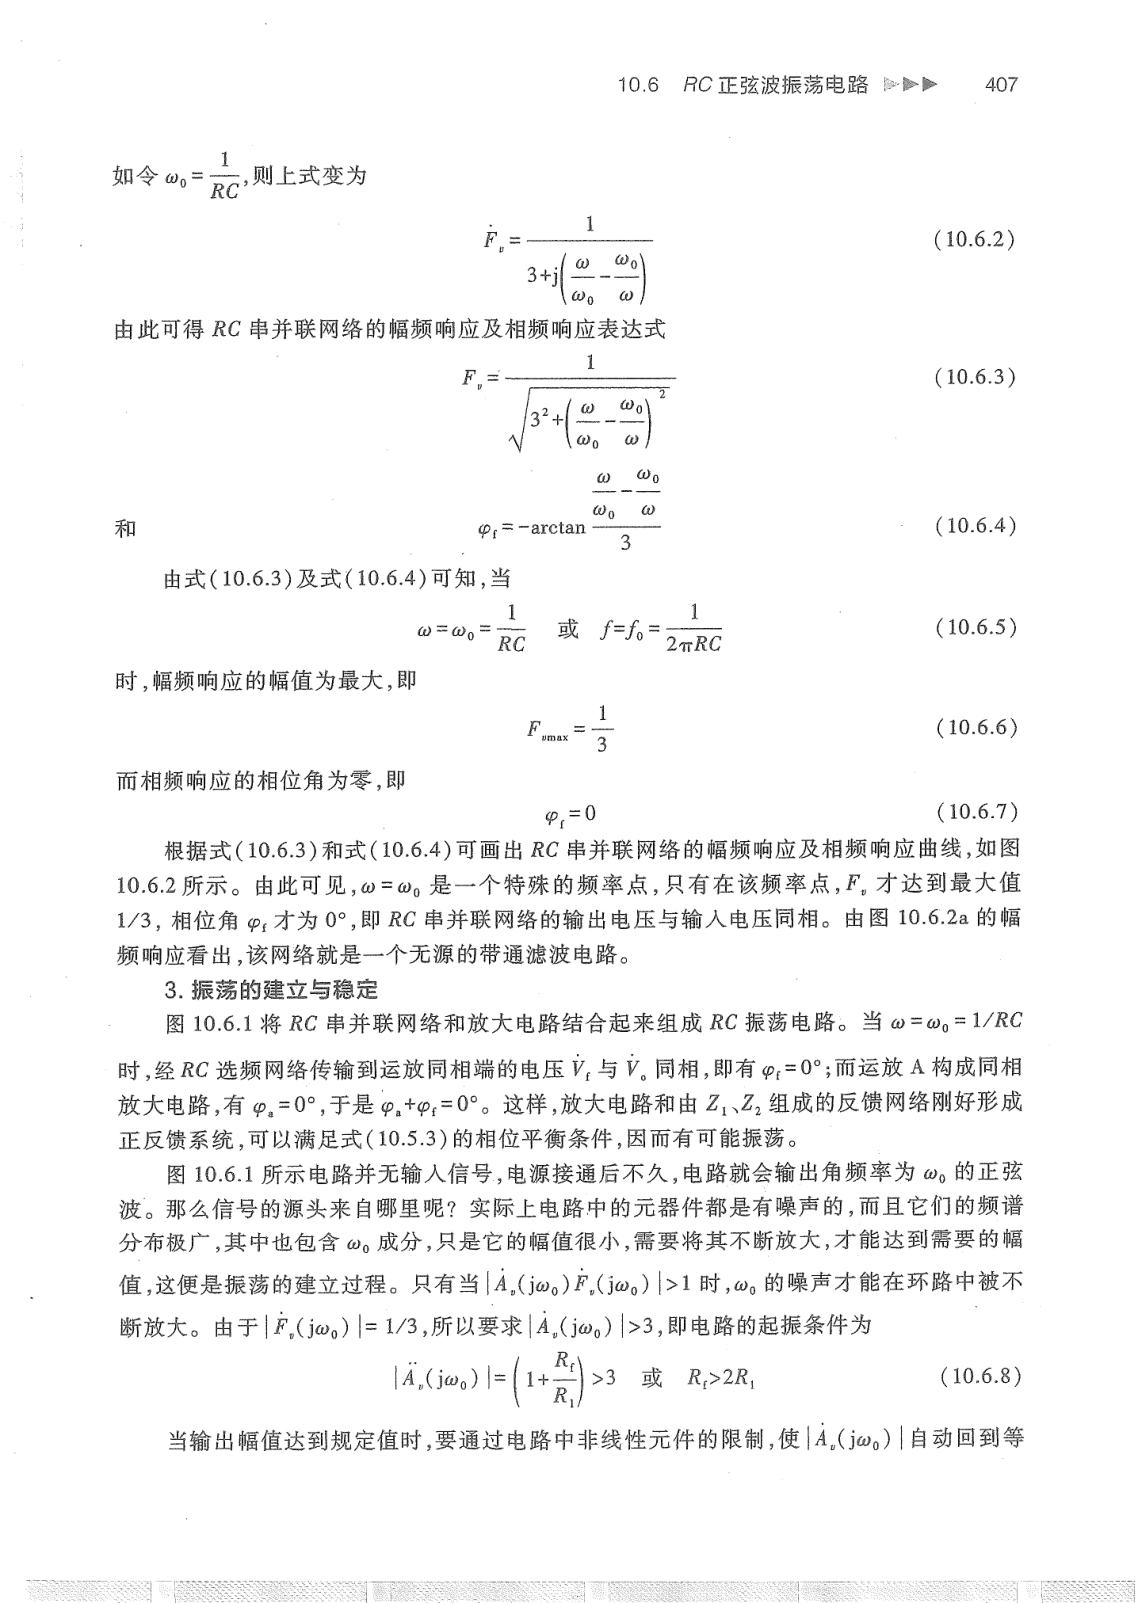 10.6 RC正弦波振荡电路 407
如令 ω₀ = 1/(RC),则上式变为
Ḟᵥ = 1/(3+j(ω/ω₀ − ω₀/ω)) (10.6.2)
由此可得 RC 串并联网络的幅频响应及相频响应表达式
Fᵥ = 1/√(3²+(ω/ω₀ − ω₀/ω)²) (10.6.3)
和 φf = −arctan (ω/ω₀ − ω₀/ω)/3 (10.6.4)
由式(10.6.3)及式(10.6.4)可知,当
ω = ω₀ = 1/(RC) 或 f = f₀ = 1/(2πRC) (10.6.5)
时,幅频响应的幅值为最大,即
Fᵥmax = 1/3 (10.6.6)
而相频响应的相位角为零,即
φf = 0 (10.6.7)
根据式(10.6.3)和式(10.6.4)可画出 RC 串并联网络的幅频响应及相频响应曲线,如图
10.6.2 所示。由此可见,ω = ω₀ 是一个特殊的频率点,只有在该频率点,Fᵥ 才达到最大值
1/3, 相位角 φf 才为 0°,即 RC 串并联网络的输出电压与输入电压同相。由图 10.6.2a 的幅
频响应看出,该网络就是一个无源的带通滤波电路。
3. 振荡的建立与稳定
图 10.6.1 将 RC 串并联网络和放大电路结合起来组成 RC 振荡电路。当 ω = ω₀ = 1/RC
时,经 RC 选频网络传输到运放同相端的电压 V̇f 与 V̇o 同相,即有 φf = 0°;而运放 A 构成同相
放大电路,有 φa = 0°,于是 φa+φf = 0°。这样,放大电路和由 Z₁、Z₂ 组成的反馈网络刚好形成
正反馈系统,可以满足式(10.5.3)的相位平衡条件,因而有可能振荡。
图 10.6.1 所示电路并无输入信号,电源接通后不久,电路就会输出角频率为 ω₀ 的正弦
波。那么信号的源头来自哪里呢? 实际上电路中的元器件都是有噪声的,而且它们的频谱
分布极广,其中也包含 ω₀ 成分,只是它的幅值很小,需要将其不断放大,才能达到需要的幅
值,这便是振荡的建立过程。只有当|Ȧᵥ(jω₀)Ḟᵥ(jω₀)|>1 时,ω₀ 的噪声才能在环路中被不
断放大。由于|Ḟᵥ(jω₀)|= 1/3,所以要求|Ȧᵥ(jω₀)|>3,即电路的起振条件为
|Äᵥ(jω₀)|= (1+Rf/R₁) >3 或 Rf>2R₁ (10.6.8)
当输出幅值达到规定值时,要通过电路中非线性元件的限制,使|Ȧᵥ(jω₀)|自动回到等